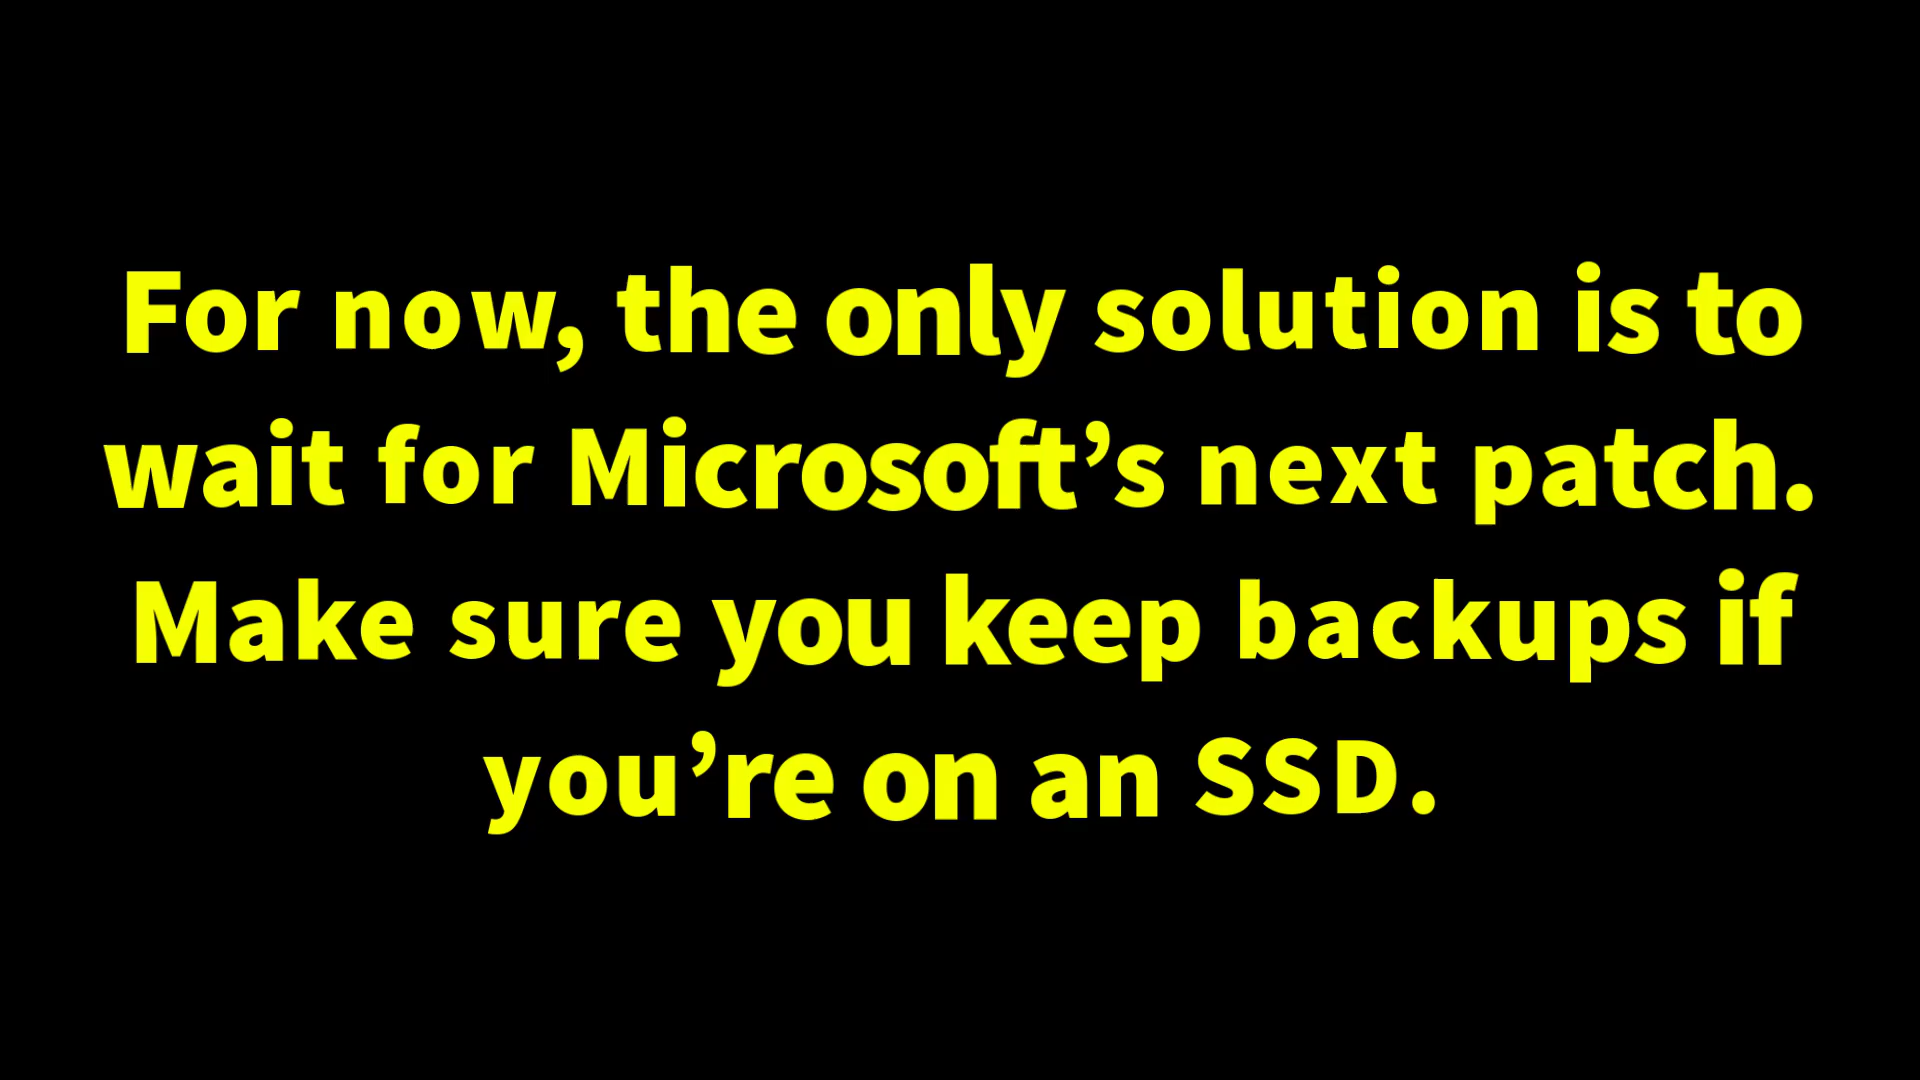 For now, the only solution is to
wait for Microsoft’s next patch.
Make sure you keep backups if
you’re on an SSD.